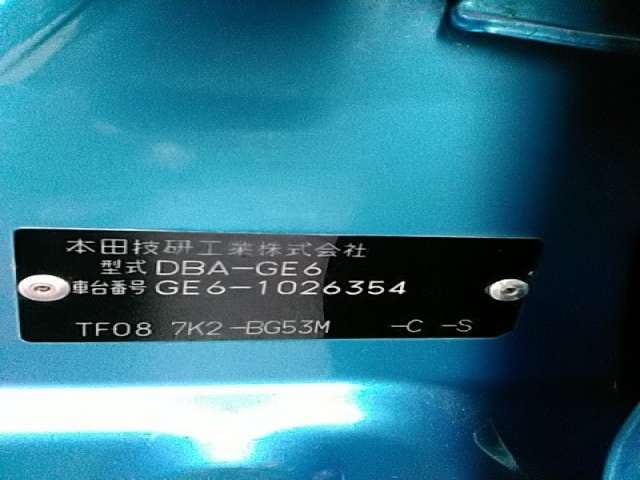 本田技研工業株式会社
型式 DBA-GE6
車台番号 GE6-1026354
TF08 7K2-BG53M -C -S